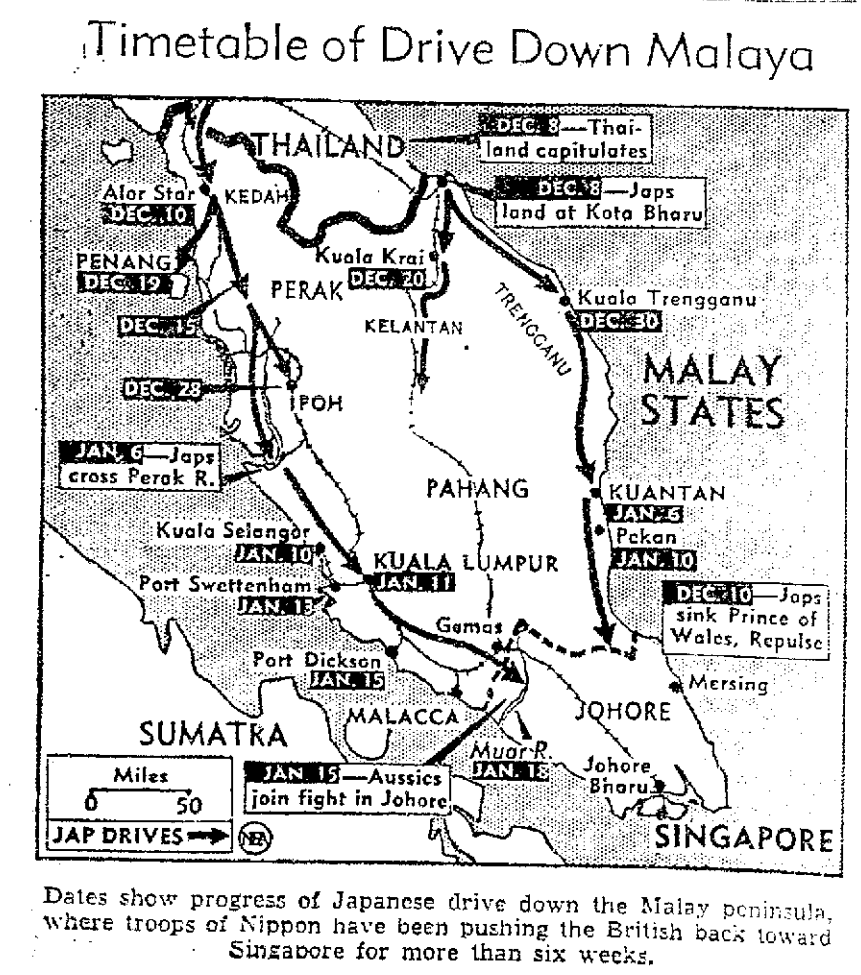 Timetable of Drive Down Malaya
THAILAND
DEC. 8—Thai-
land capitulates
Alor Star
DEC. 10
KEDAH
DEC. 8—Japs
land at Kota Bharu
PENANG
DEC. 19
Kuala Krai
DEC. 20
PERAK
KELANTAN
TRENGGANU
Kuala Trengganu
DEC. 30
DEC. 15
MALAY
STATES
DEC. 28
IPOH
JAN. 6—Japs
cross Perak R.
PAHANG
KUANTAN
JAN. 6
Pekan
JAN. 10
Kuala Selangor
JAN. 10
KUALA LUMPUR
JAN. 11
Port Swettenham
JAN. 13
DEC. 10—Japs
sink Prince of
Wales, Repulse
Gemas
Port Dickson
JAN. 15
Mersing
MALACCA
JOHORE
SUMATRA
Muar R.
JAN. 18
Johore
Bharu
Miles
0 50
JAN. 15—Aussies
join fight in Johore
JAP DRIVES
NEA
SINGAPORE
Dates show progress of Japanese drive down the Malay peninsula,
where troops of Nippon have been pushing the British back toward
Singapore for more than six weeks.